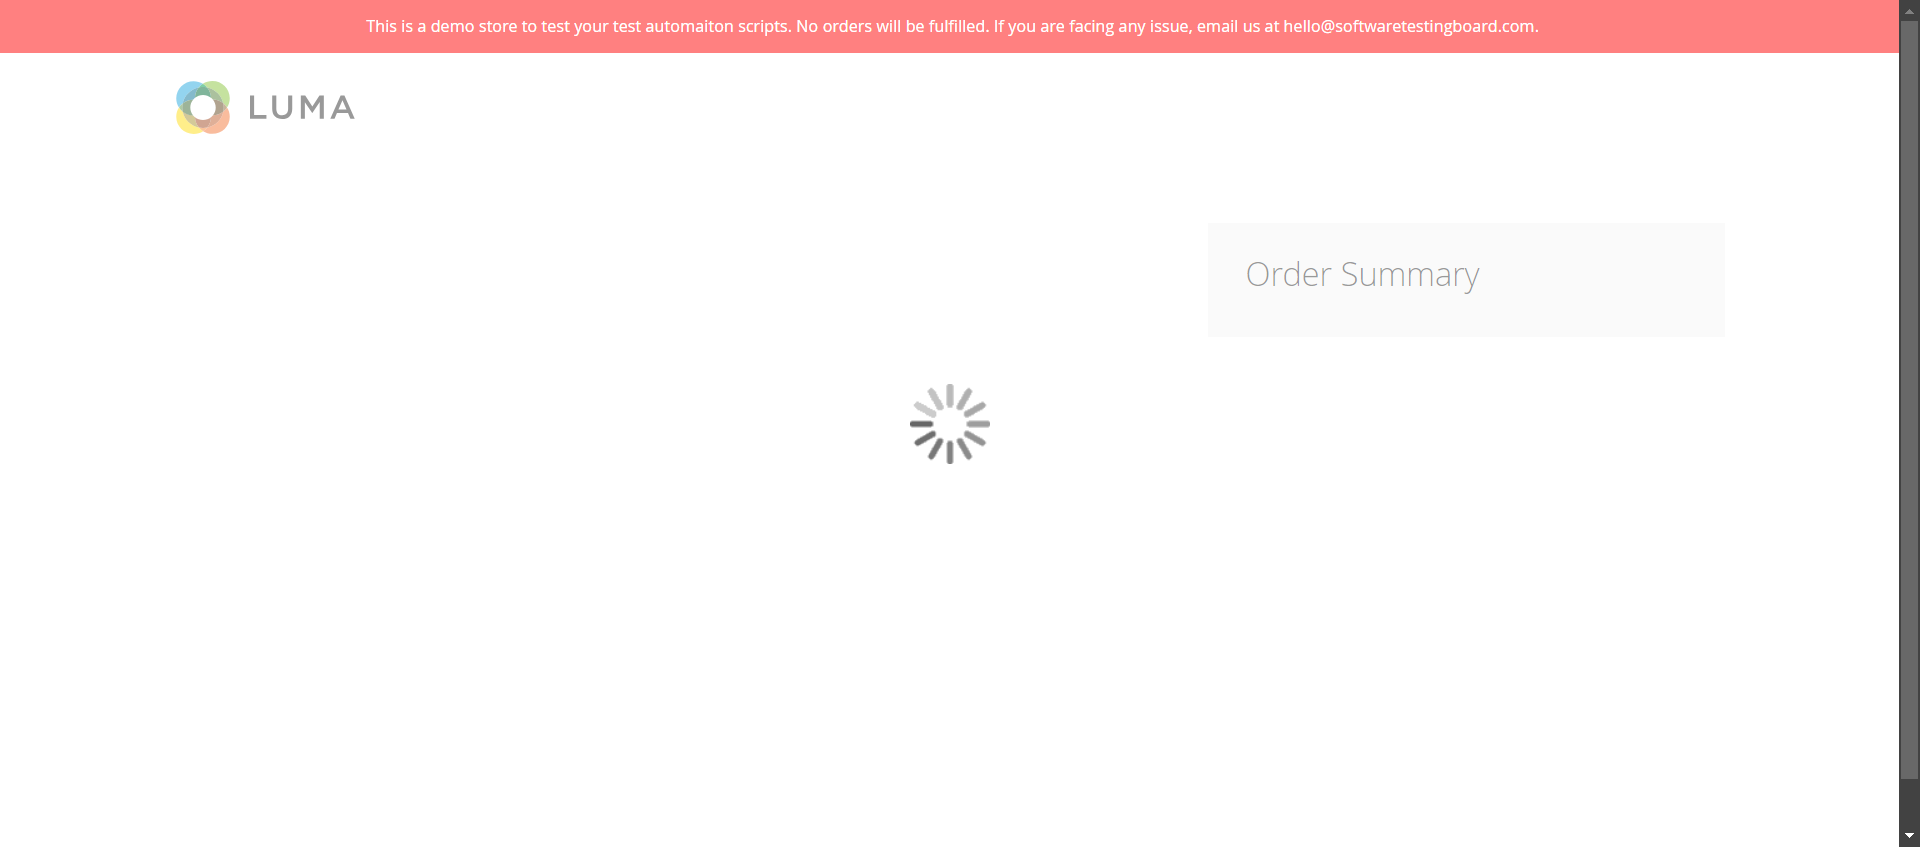 This is a demo store to test your test automaiton scripts. No orders will be fulfilled. If you are facing any issue, email us at hello@softwaretestingboard.com.
LUMA
Order Summary